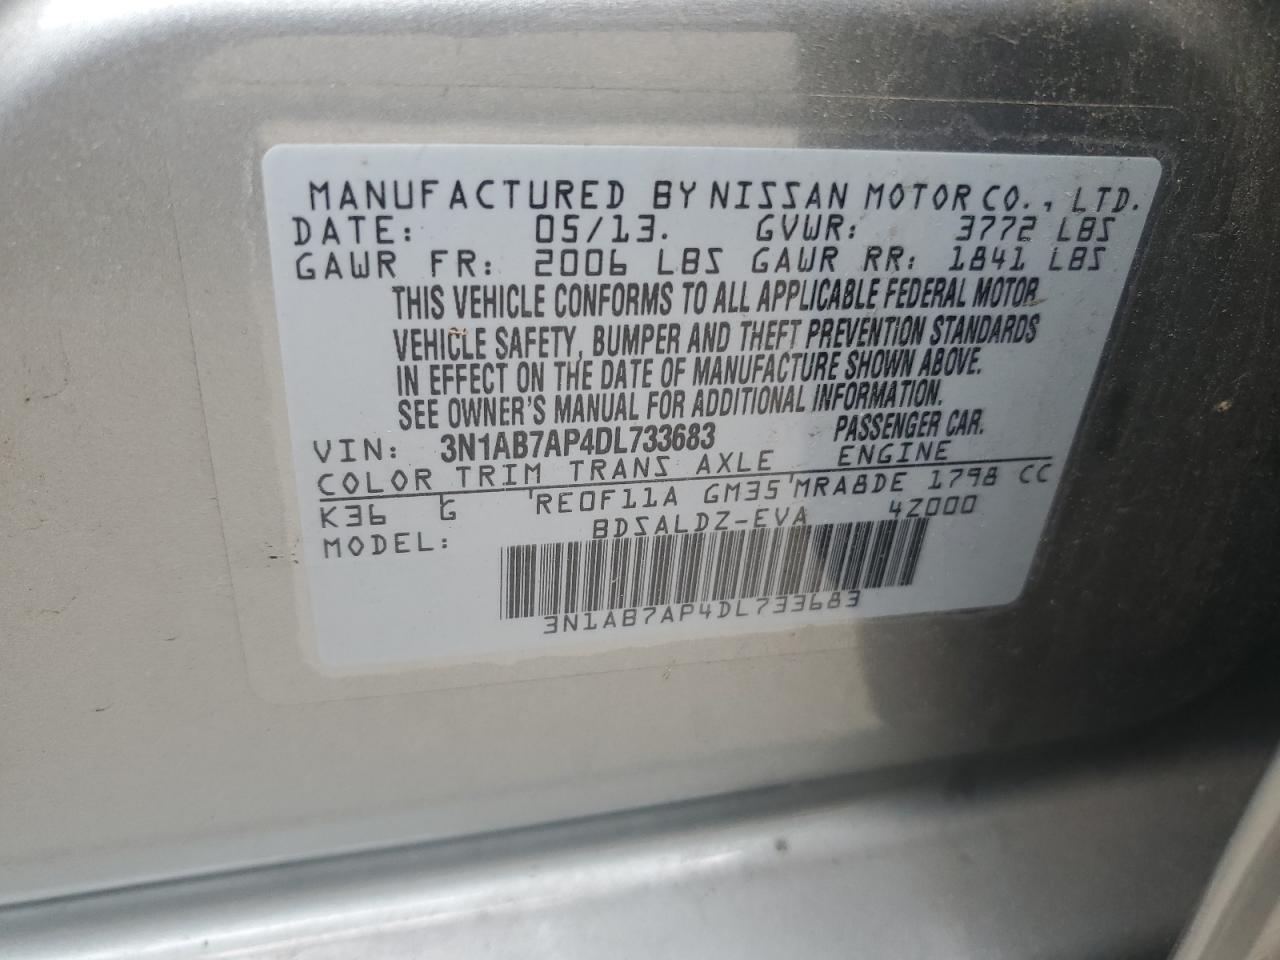 MANUFACTURED BY NISSAN MOTOR CO., LTD.
DATE: 05/13. GVWR: 3772 LBS
GAWR FR: 2006 LBS GAWR RR: 1841 LBS
THIS VEHICLE CONFORMS TO ALL APPLICABLE FEDERAL MOTOR
VEHICLE SAFETY, BUMPER AND THEFT PREVENTION STANDARDS
IN EFFECT ON THE DATE OF MANUFACTURE SHOWN ABOVE.
SEE OWNER'S MANUAL FOR ADDITIONAL INFORMATION.
VIN: 3N1AB7AP4DL733683 PASSENGER CAR.
COLOR TRIM TRANS AXLE ENGINE
K36 G RE0F11A GM35 MRA8DE 1798 CC
MODEL: BDSALDZ-EVA 4Z000
3N1AB7AP4DL733683